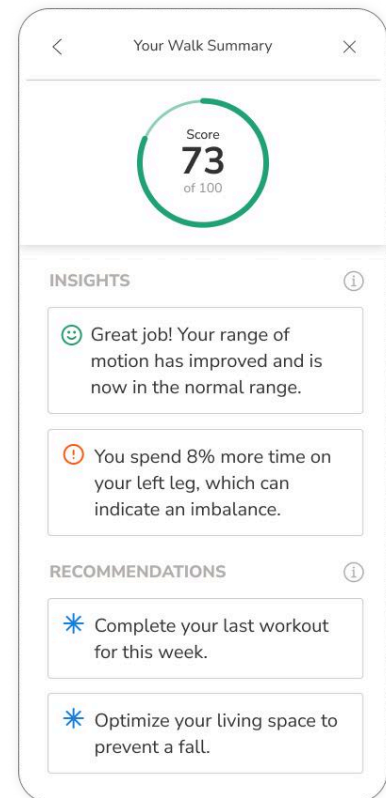 Your Walk Summary
Score
73
of 100
INSIGHTS
Great job! Your range of
motion has improved and is
now in the normal range.
You spend 8% more time on
your left leg, which can
indicate an imbalance.
RECOMMENDATIONS
Complete your last workout
for this week.
Optimize your living space to
prevent a fall.